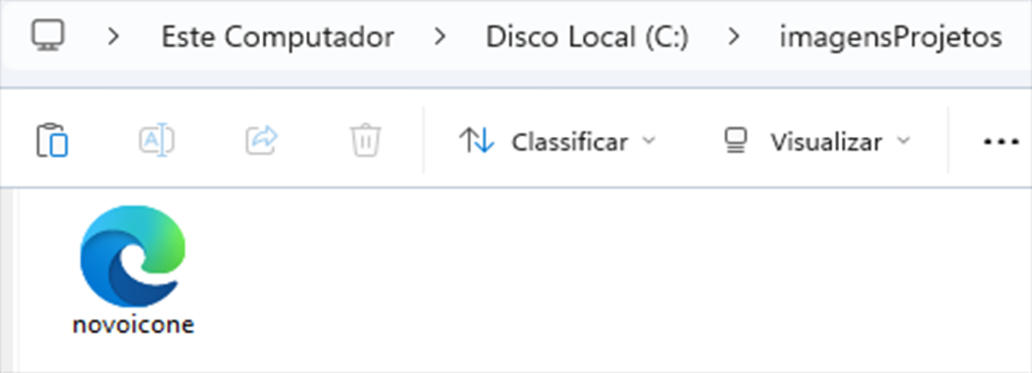 Este Computador > Disco Local (C:) > imagensProjetos
Classificar Visualizar ...
novoicone